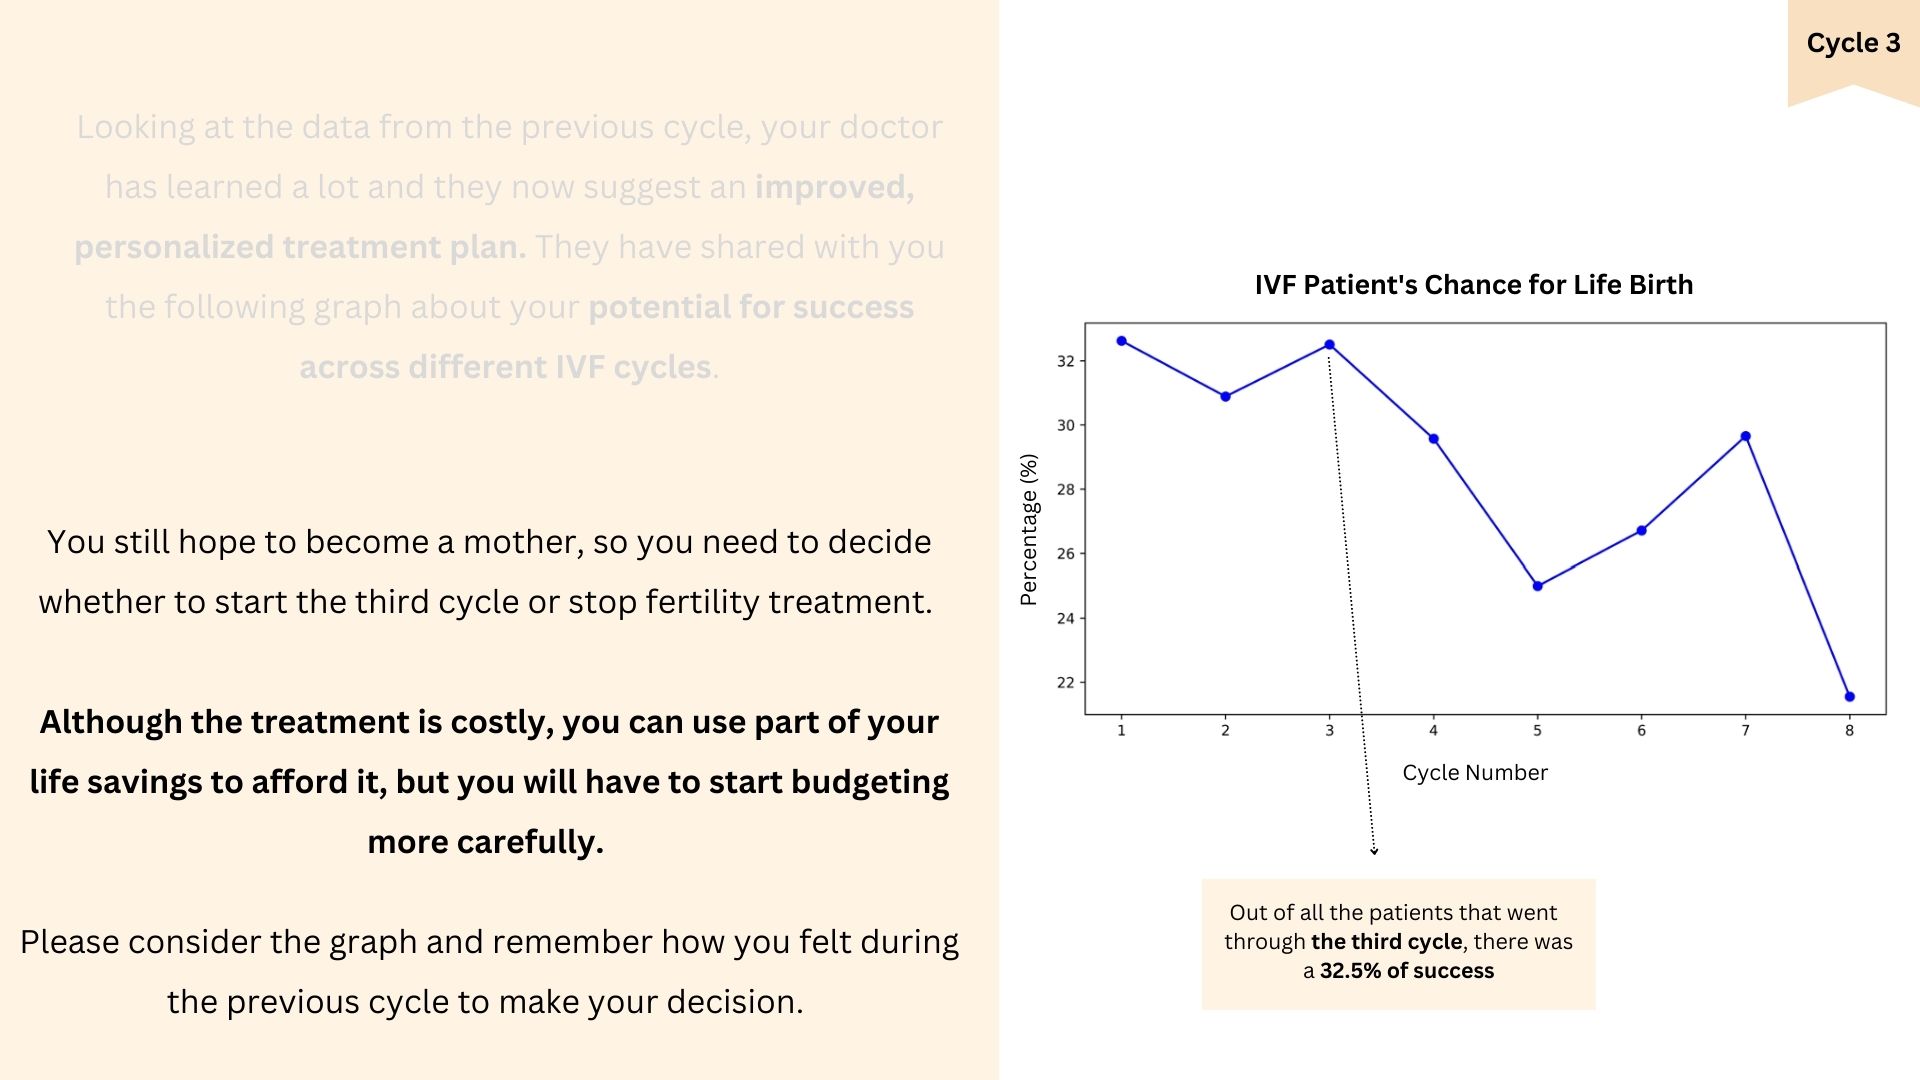 Cycle 3
Looking at the data from the previous cycle, your doctor
has learned a lot and they now suggest an improved,
personalized treatment plan. They have shared with you
the following graph about your potential for success
across different IVF cycles.
You still hope to become a mother, so you need to decide
whether to start the third cycle or stop fertility treatment.
Although the treatment is costly, you can use part of your
life savings to afford it, but you will have to start budgeting
more carefully.
Please consider the graph and remember how you felt during
the previous cycle to make your decision.
IVF Patient's Chance for Life Birth
Percentage (%)
32
30
28
26
24
22
1 2 3 4 5 6 7 8
Cycle Number
Out of all the patients that went
through the third cycle, there was
a 32.5% of success